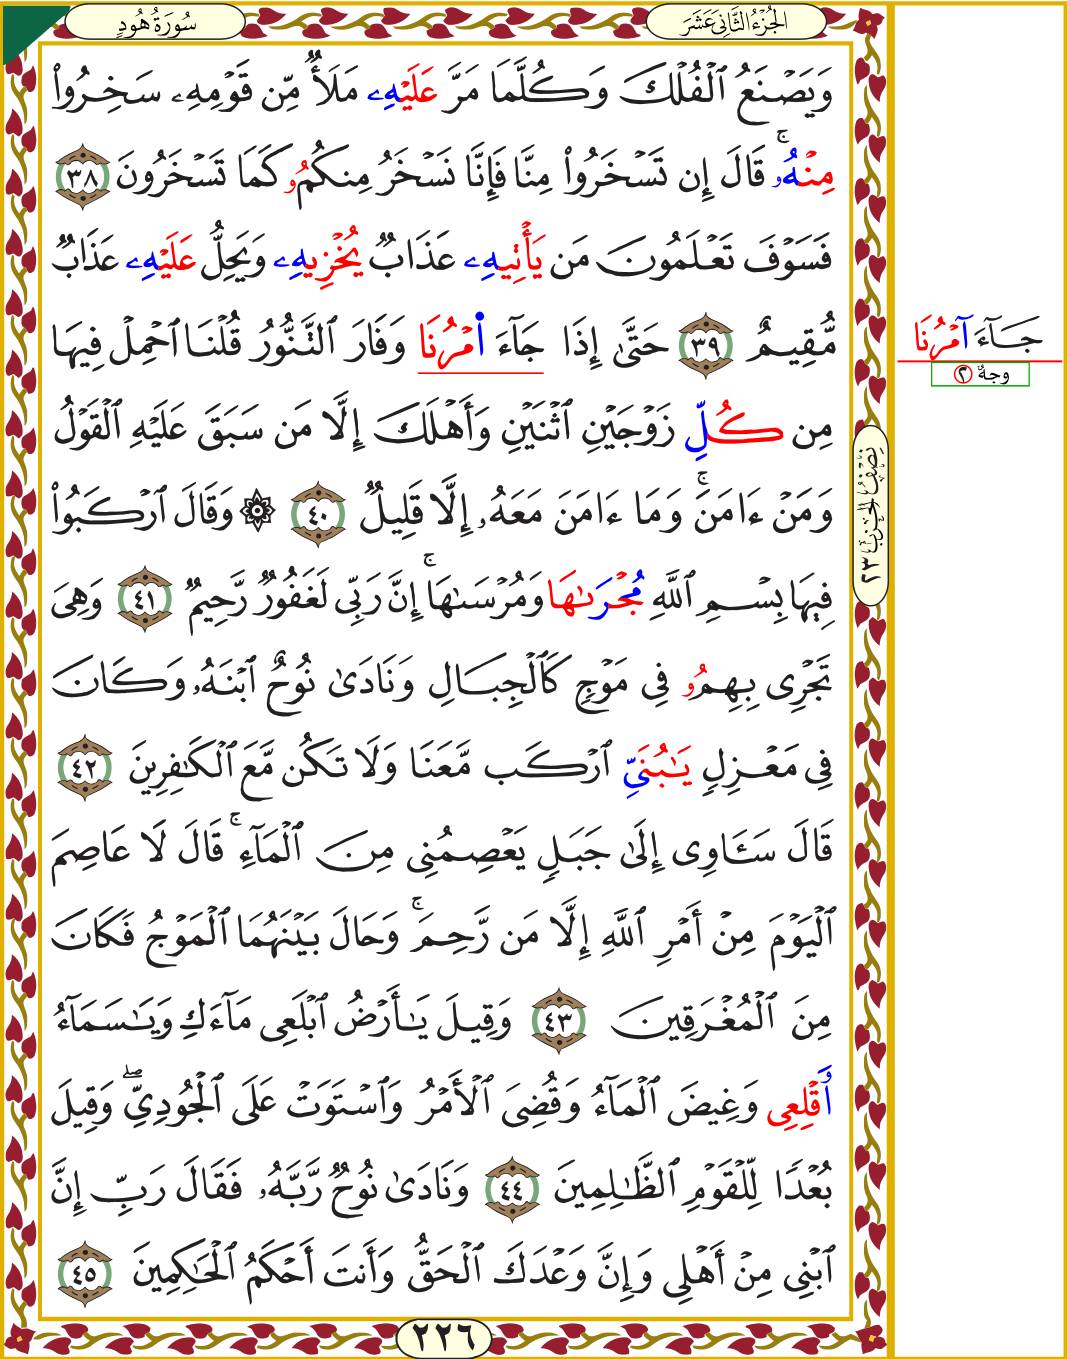 سُورَةُ هُودٍ
الجُزْءُ الثَّانِىَ عَشَرَ
وَيَصْنَعُ ٱلْفُلْكَ وَكُلَّمَا مَرَّ عَلَيْهِۦ مَلَأٌ مِّن قَوْمِهِۦ سَخِرُوا۟
مِنْهُۥۚ قَالَ إِن تَسْخَرُوا۟ مِنَّا فَإِنَّا نَسْخَرُ مِنكُمُۥ كَمَا تَسْخَرُونَ ٣٨
فَسَوْفَ تَعْلَمُونَ مَن يَأْتِيهِۦ عَذَابٌ يُخْزِيهِۦ وَيَحِلُّ عَلَيْهِۦ عَذَابٌ
مُّقِيمٌ ٣٩ حَتَّىٰ إِذَا جَآءَ اَ۬مْرُنَا وَفَارَ ٱلتَّنُّورُ قُلْنَا ٱحْمِلْ فِيهَا
مِن كُلِّ زَوْجَيْنِ ٱثْنَيْنِ وَأَهْلَكَ إِلَّا مَن سَبَقَ عَلَيْهِ ٱلْقَوْلُ
وَمَنْ ءَامَنَۚ وَمَا ءَامَنَ مَعَهُۥٓ إِلَّا قَلِيلٌ ٤٠ ۞ وَقَالَ ٱرْكَبُوا۟
فِيهَا بِسْمِ ٱللَّهِ مُجْرَىٰهَا وَمُرْسَىٰهَاۚ إِنَّ رَبِّى لَغَفُورٌ رَّحِيمٌ ٤١ وَهِىَ
تَجْرِى بِهِمُۥ فِى مَوْجٍ كَٱلْجِبَالِ وَنَادَىٰ نُوحٌ ٱبْنَهُۥ وَكَانَ
فِى مَعْزِلٍ يَـٰبُنَىِّ ٱرْكَب مَّعَنَا وَلَا تَكُن مَّعَ ٱلْكَـٰفِرِينَ ٤٢
قَالَ سَـَٔاوِى إِلَىٰ جَبَلٍ يَعْصِمُنِى مِنَ ٱلْمَآءِۚ قَالَ لَا عَاصِمَ
ٱلْيَوْمَ مِنْ أَمْرِ ٱللَّهِ إِلَّا مَن رَّحِمَۚ وَحَالَ بَيْنَهُمَا ٱلْمَوْجُ فَكَانَ
مِنَ ٱلْمُغْرَقِينَ ٤٣ وَقِيلَ يَـٰٓأَرْضُ ٱبْلَعِى مَآءَكِ وَيَـٰسَمَآءُ
وَقْلِعِى وَغِيضَ ٱلْمَآءُ وَقُضِىَ ٱلْأَمْرُ وَٱسْتَوَتْ عَلَى ٱلْجُودِىِّۖ وَقِيلَ
بُعْدًا لِّلْقَوْمِ ٱلظَّـٰلِمِينَ ٤٤ وَنَادَىٰ نُوحٌ رَّبَّهُۥ فَقَالَ رَبِّ إِنَّ
ٱبْنِى مِنْ أَهْلِى وَإِنَّ وَعْدَكَ ٱلْحَقُّ وَأَنتَ أَحْكَمُ ٱلْحَـٰكِمِينَ ٤٥
٢٢٦
جَآءَ آمْرُنَا
وجهٌ ٢
نِصْفُ الحِزْبِ ٢٣